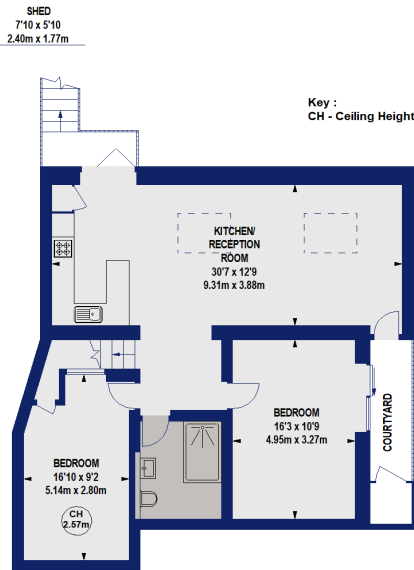 SHED
7'10 x 5'10
2.40m x 1.77m
Key :
CH - Ceiling Height
KITCHEN/
RECEPTION
ROOM
30'7 x 12'9
9.31m x 3.88m
BEDROOM
16'3 x 10'9
4.95m x 3.27m
COURTYARD
BEDROOM
16'10 x 9'2
5.14m x 2.80m
CH
2.57m